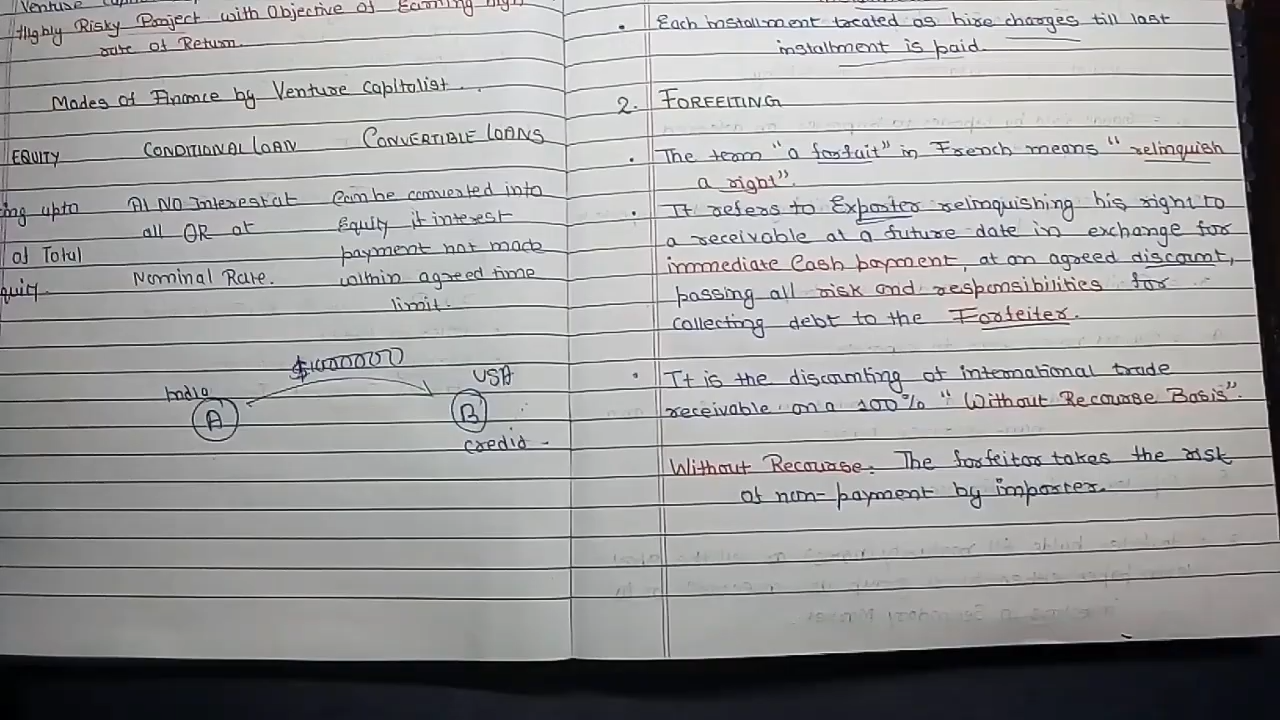 Venture
Highly Risky Project with Objective of Earning high
rate of Return.
Modes of Finance by Venture Capitalist . .
EQUITY
CONDITIONAL LOAN
CONVERTIBLE LOANS
ing upto
of Total
quity.
At NO Interest at
all OR at
Nominal Rate.
Can be converted into
Equity if interest
payment not made
within agreed time
limit.
India
A
USA
B
credit -
• Each installment treated as hire charges till last
installment is paid.
2. FORFEITING
• The term "a forfuit" in French means "relinquish
a right".
• It refers to Exporter relinquishing his right to
a receivable at a future date in exchange for
immediate Cash payment, at an agreed discount,
passing all risk and responsibilities for
collecting debt to the Forfeiter.
• It is the discounting of international trade
receivable on a 100% "Without Recourse Basis".
Without Recourse: The forfeitor takes the risk
of non-payment by importer.